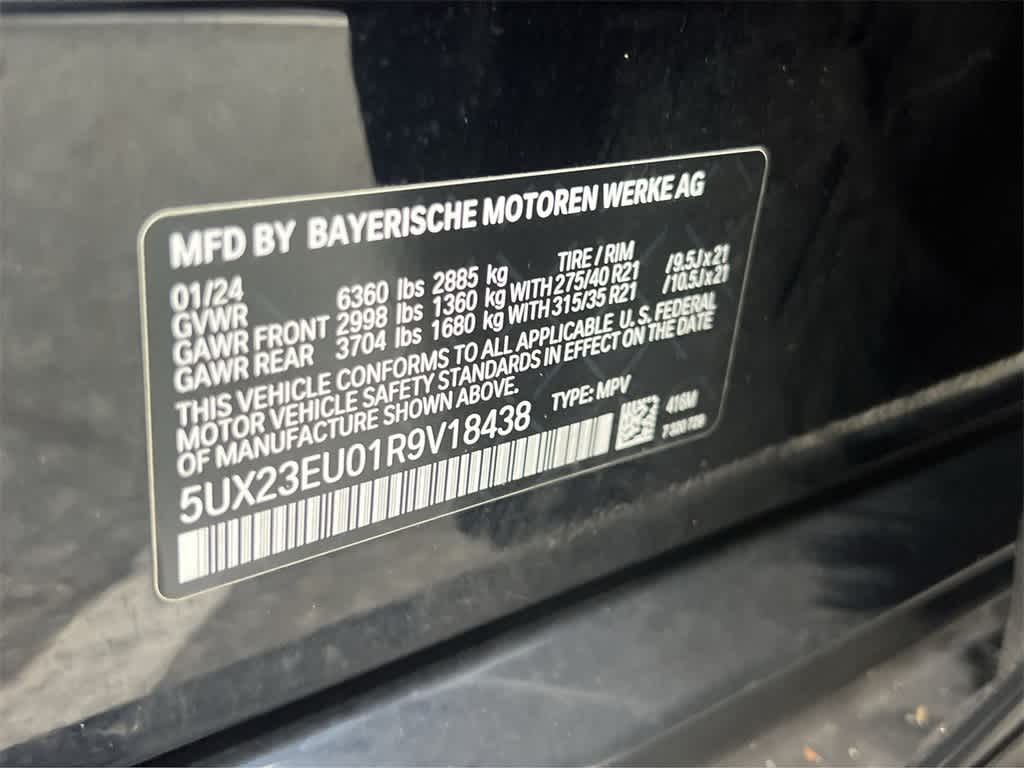 MFD BY BAYERISCHE MOTOREN WERKE AG
01/24 TIRE / RIM
GVWR 6360 lbs 2885 kg
GAWR FRONT 2998 lbs 1360 kg WITH 275/40 R21 /9.5J x 21
GAWR REAR 3704 lbs 1680 kg WITH 315/35 R21 /10.5J x 21
THIS VEHICLE CONFORMS TO ALL APPLICABLE U.S. FEDERAL
MOTOR VEHICLE SAFETY STANDARDS IN EFFECT ON THE DATE
OF MANUFACTURE SHOWN ABOVE.
5UX23EU01R9V18438 TYPE: MPV
416M